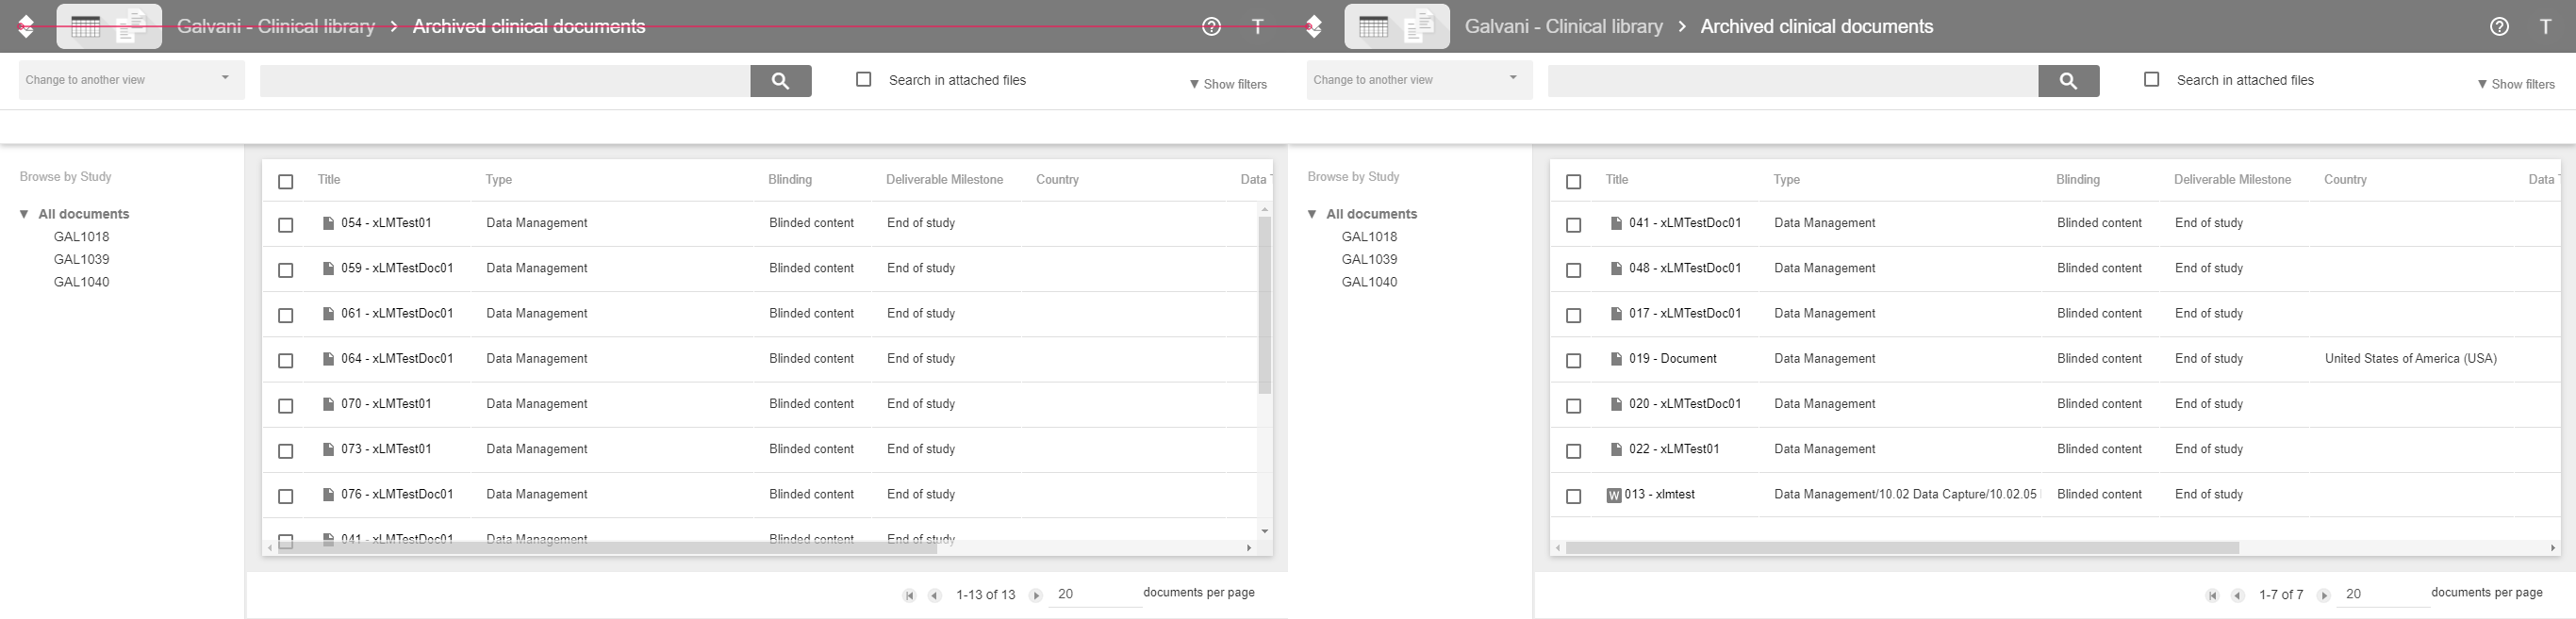 Galvani - Clinical library > Archived clinical documents ? T
Change to another view
Search in attached files
▼ Show filters
Browse by Study
▼ All documents
GAL1018
GAL1039
GAL1040
Title Type Blinding Deliverable Milestone Country Data T
054 - xLMTest01 Data Management Blinded content End of study
059 - xLMTestDoc01 Data Management Blinded content End of study
061 - xLMTestDoc01 Data Management Blinded content End of study
064 - xLMTestDoc01 Data Management Blinded content End of study
070 - xLMTest01 Data Management Blinded content End of study
073 - xLMTest01 Data Management Blinded content End of study
076 - xLMTestDoc01 Data Management Blinded content End of study
041 - xLMTestDoc01 Data Management Blinded content End of study
1-13 of 13 20 documents per page
Galvani - Clinical library > Archived clinical documents ? T
Change to another view
Search in attached files
▼ Show filters
Browse by Study
▼ All documents
GAL1018
GAL1039
GAL1040
Title Type Blinding Deliverable Milestone Country Data T
041 - xLMTestDoc01 Data Management Blinded content End of study
048 - xLMTestDoc01 Data Management Blinded content End of study
017 - xLMTestDoc01 Data Management Blinded content End of study
019 - Document Data Management Blinded content End of study United States of America (USA)
020 - xLMTestDoc01 Data Management Blinded content End of study
022 - xLMTest01 Data Management Blinded content End of study
W 013 - xlmtest Data Management/10.02 Data Capture/10.02.05 Blinded content End of study
1-7 of 7 20 documents per page